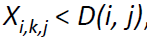 X_{i,k,j} < D(i, j),